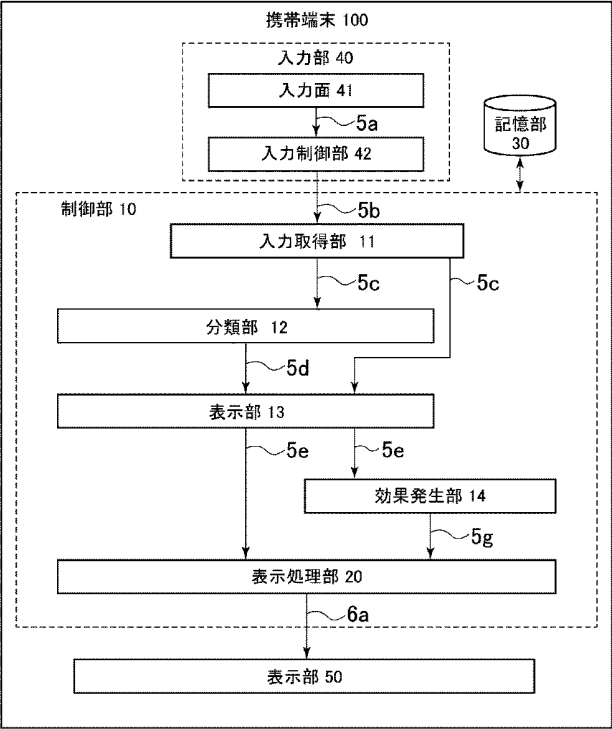 携帯端末 100
入力部 40
入力面 41
5a
入力制御部 42
記憶部
30
制御部 10
5b
入力取得部 11
5c
5c
分類部 12
5d
表示部 13
5e
5e
効果発生部 14
5g
表示処理部 20
6a
表示部 50